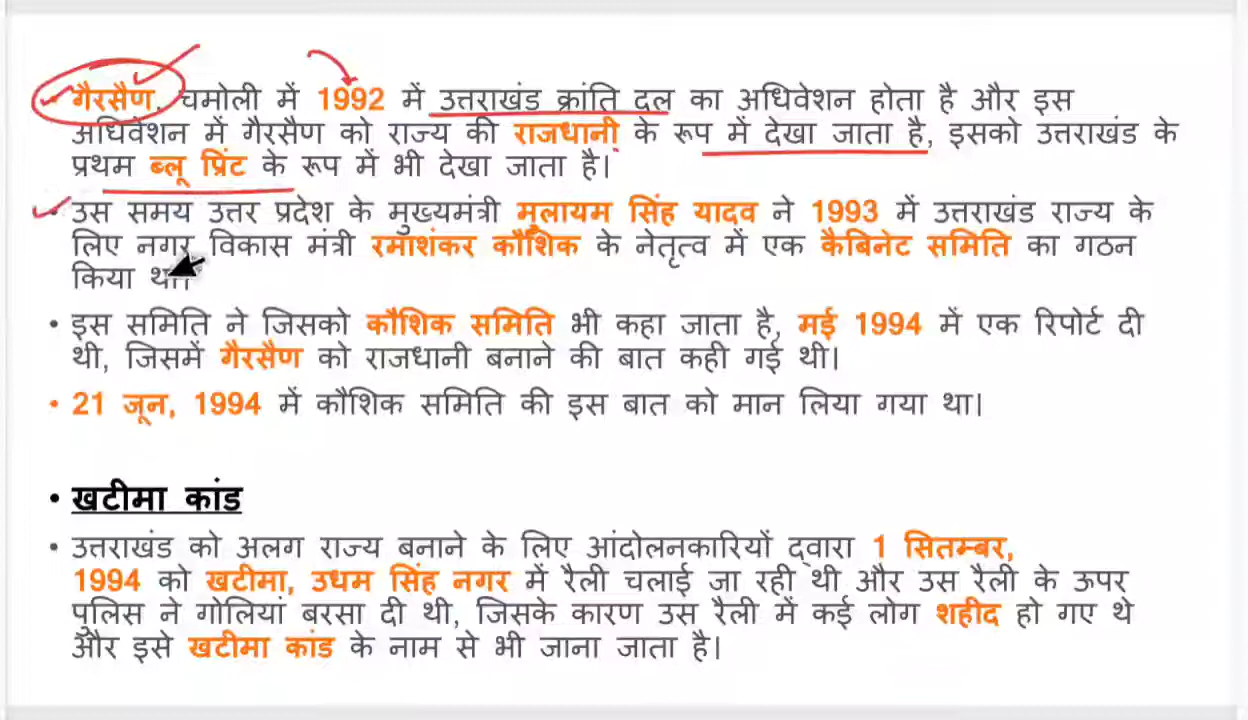 • गैरसैण, चमोली में 1992 में उत्तराखंड क्रांति दल का अधिवेशन होता है और इस
अधिवेशन में गैरसैण को राज्य की राजधानी के रूप में देखा जाता है, इसको उत्तराखंड के
प्रथम ब्लू प्रिंट के रूप में भी देखा जाता है।
• उस समय उत्तर प्रदेश के मुख्यमंत्री मुलायम सिंह यादव ने 1993 में उत्तराखंड राज्य के
लिए नगर विकास मंत्री रमाशंकर कौशिक के नेतृत्व में एक कैबिनेट समिति का गठन
किया था।
• इस समिति ने जिसको कौशिक समिति भी कहा जाता है, मई 1994 में एक रिपोर्ट दी
थी, जिसमें गैरसैण को राजधानी बनाने की बात कही गई थी।
• 21 जून, 1994 में कौशिक समिति की इस बात को मान लिया गया था।
• खटीमा कांड
• उत्तराखंड को अलग राज्य बनाने के लिए आंदोलनकारियों द्वारा 1 सितम्बर,
1994 को खटीमा, उधम सिंह नगर में रैली चलाई जा रही थी और उस रैली के ऊपर
पुलिस ने गोलियां बरसा दी थी, जिसके कारण उस रैली में कई लोग शहीद हो गए थे
और इसे खटीमा कांड के नाम से भी जाना जाता है।